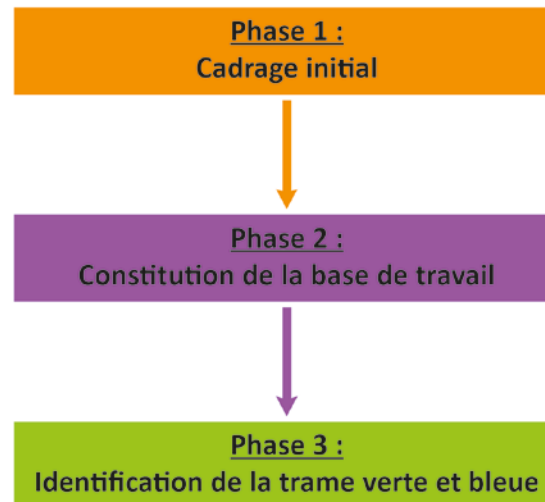 Phase 1 :
Cadrage initial
Phase 2 :
Constitution de la base de travail
Phase 3 :
Identification de la trame verte et bleue